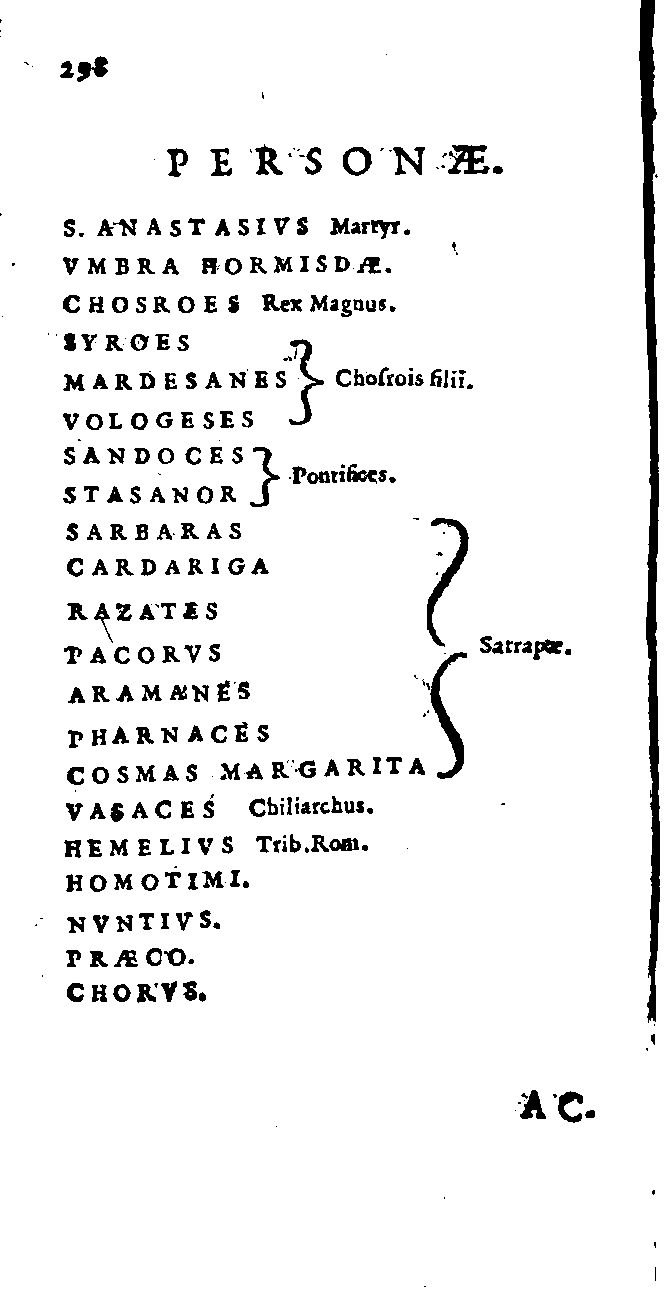 298
PERSONÆ.
S. ANASTASIVS Martyr.
VMBRA HORMISDÆ.
CHOSROES Rex Magnus.
SYROES
MARDESANES
VOLOGESES
Choſrois filii.
SANDOCES
STASANOR
Pontifices.
SARBARAS
CARDARIGA
RAZATES
PACORVS
ARAMANES
PHARNACES
COSMAS MARGARITA
Satrapæ.
VASACES Chiliarchus.
HEMELIVS Trib.Rom.
HOMOTIMI.
NVNTIVS.
PRÆCO.
CHORVS.
AC.